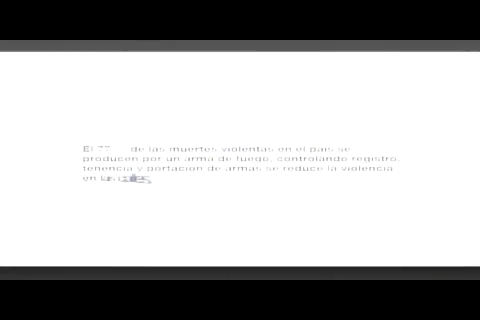 El 77 de las muertes violentas en el país se
producen por un arma de fuego, controlando registro,
tenencia y portación de armas se reduce la violencia
en las